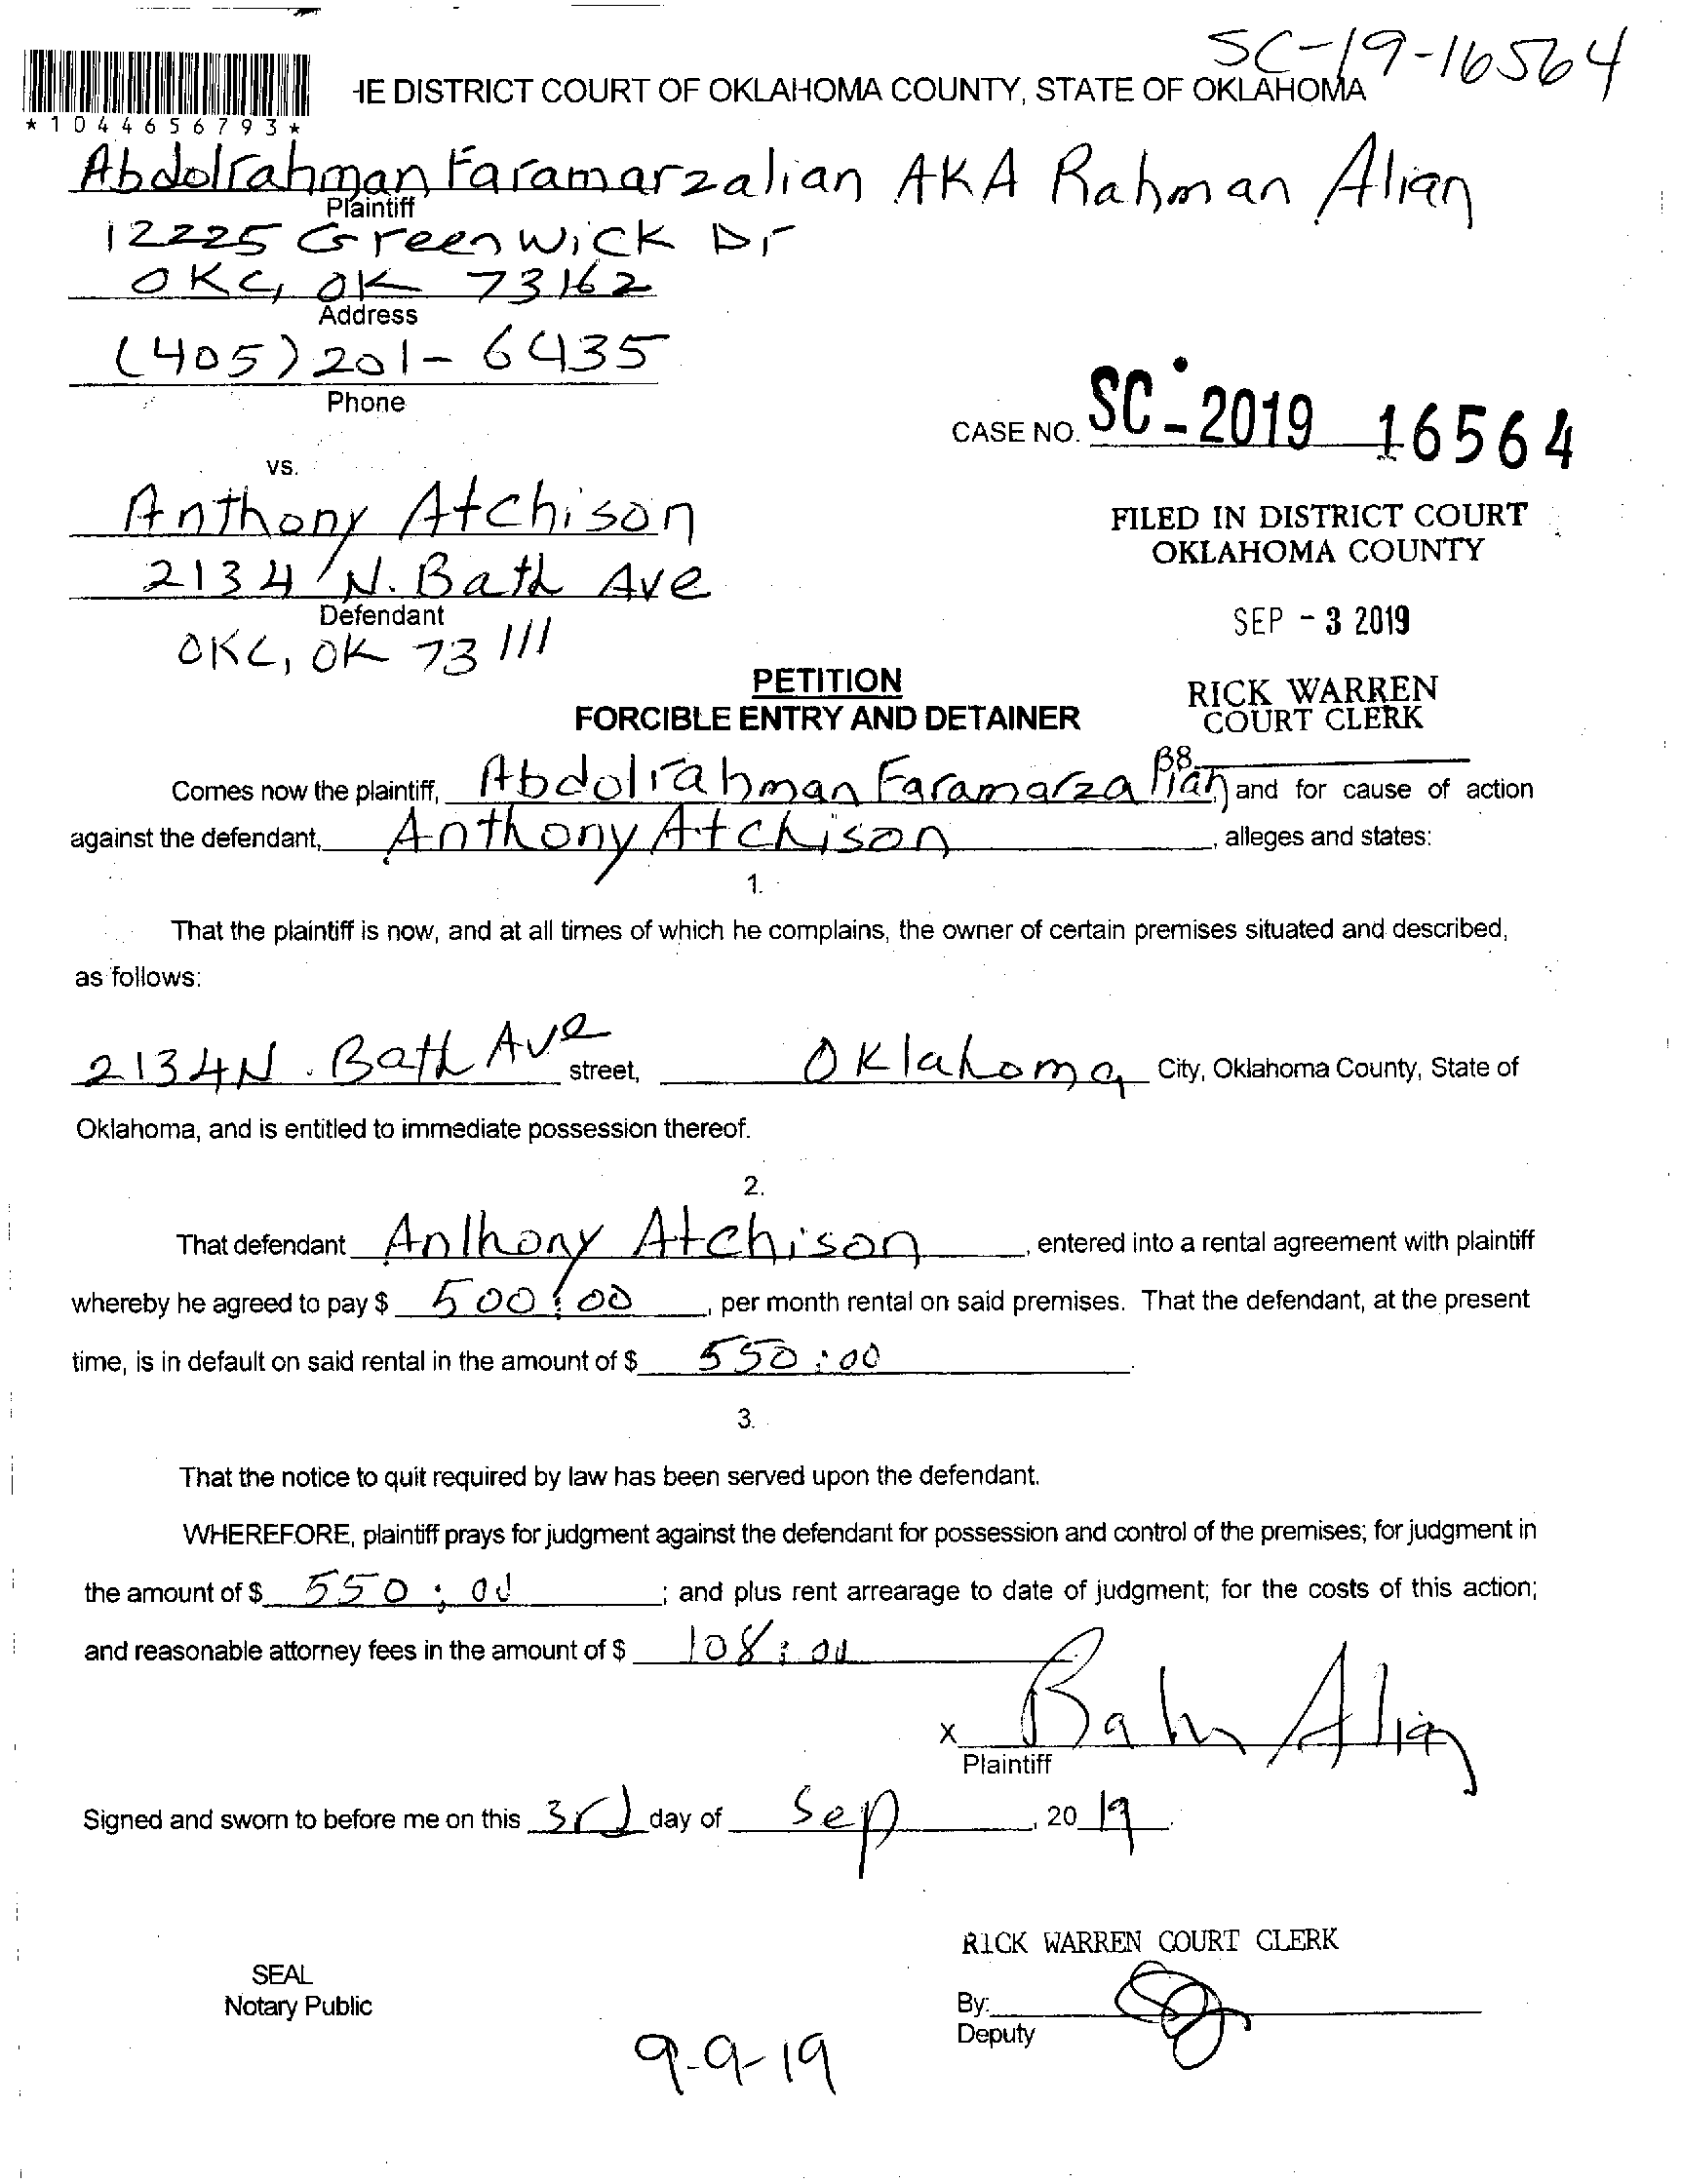 SC-19-16564
HE DISTRICT COURT OF OKLAHOMA COUNTY, STATE OF OKLAHOMA
*1044656793*
Abdolrahman Faramarzalian AKA Rahman Alian
Plaintiff
12225 Greenwick Dr
OKC, OK 73162
Address
(405) 201-6435
Phone
CASE NO. SC-2019 16564
vs.
Anthony Atchison
2134 N. Bath Ave
Defendant
OKC, OK 73111
FILED IN DISTRICT COURT
OKLAHOMA COUNTY
SEP - 3 2019
RICK WARREN
COURT CLERK
PETITION
FORCIBLE ENTRY AND DETAINER
Comes now the plaintiff, Abdolrahman Faramarzalian, and for cause of action
against the defendant, Anthony Atchison, alleges and states:
1.
That the plaintiff is now, and at all times of which he complains, the owner of certain premises situated and described,
as follows:
2134 N. Bath Ave street, Oklahoma City, Oklahoma County, State of
Oklahoma, and is entitled to immediate possession thereof.
2.
That defendant Anthony Atchison, entered into a rental agreement with plaintiff
whereby he agreed to pay $ 500:00, per month rental on said premises. That the defendant, at the present
time, is in default on said rental in the amount of $ 550:00.
3.
That the notice to quit required by law has been served upon the defendant.
WHEREFORE, plaintiff prays for judgment against the defendant for possession and control of the premises; for judgment in
the amount of $ 550:00; and plus rent arrearage to date of judgment; for the costs of this action;
and reasonable attorney fees in the amount of $ 108:00
X Rahm Alian
Plaintiff
Signed and sworn to before me on this 3rd day of Sep, 2019.
RICK WARREN COURT CLERK
SEAL
Notary Public
By:
Deputy
9-9-19